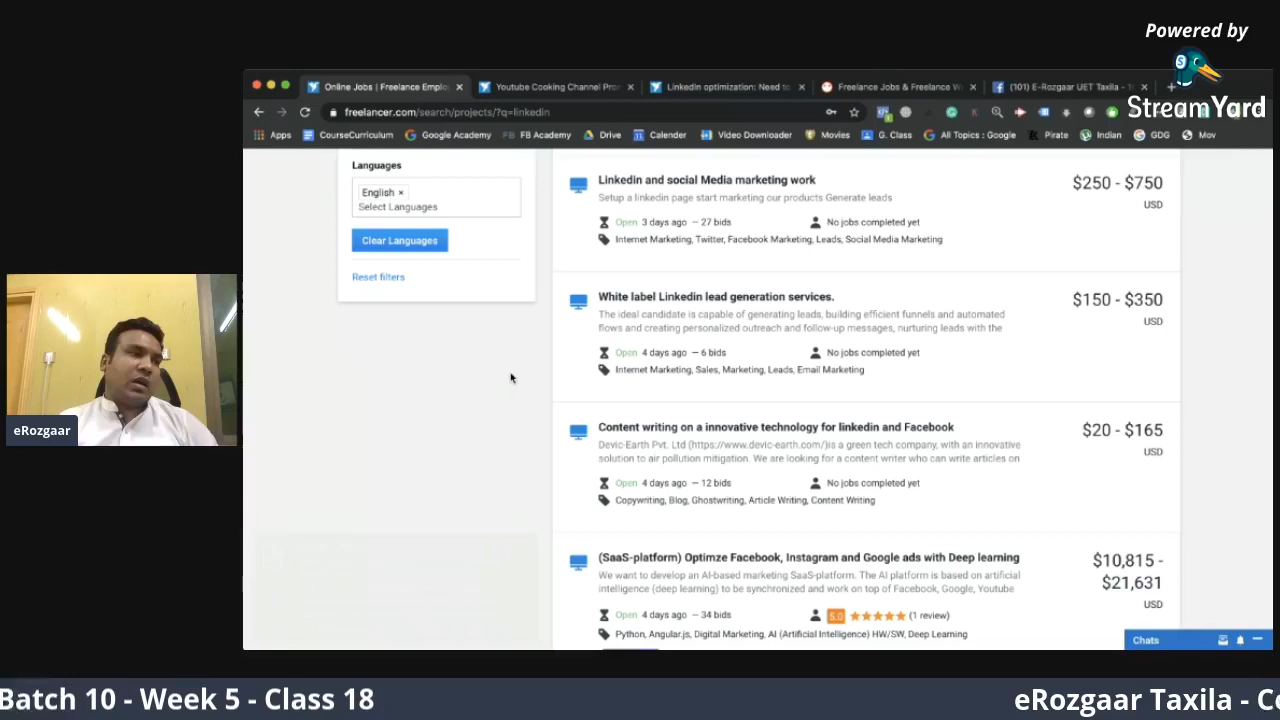 Powered by
StreamYard
Online Jobs | Freelance Emplo
Youtube Cooking Channel Pro
LinkedIn optimization: Need to
Freelance Jobs & Freelance W
(101) E-Rozgaar UET Taxila -
freelancer.com/search/projects/?q=linkedin
Apps
CourseCurriculum
Google Academy
FB Academy
Drive
Calender
Video Downloader
Movies
G. Class
All Topics : Google
Pirate
Indian
GDG
Mov
Languages
English ×
Select Languages
Clear Languages
Reset filters
Linkedin and social Media marketing work
$250 - $750
USD
Setup a linkedin page start marketing our products Generate leads
Open 3 days ago — 27 bids
No jobs completed yet
Internet Marketing, Twitter, Facebook Marketing, Leads, Social Media Marketing
White label Linkedin lead generation services.
$150 - $350
USD
The ideal candidate is capable of generating leads, building efficient funnels and automated
flows and creating personalized outreach and follow-up messages, nurturing leads with the
Open 4 days ago — 6 bids
No jobs completed yet
Internet Marketing, Sales, Marketing, Leads, Email Marketing
Content writing on a innovative technology for linkedin and Facebook
$20 - $165
USD
Devic-Earth Pvt. Ltd (https://www.devic-earth.com/)is a green tech company, with an innovative
solution to air pollution mitigation. We are looking for a content writer who can write articles on
Open 4 days ago — 12 bids
No jobs completed yet
Copywriting, Blog, Ghostwriting, Article Writing, Content Writing
(SaaS-platform) Optimze Facebook, Instagram and Google ads with Deep learning
$10,815 -
$21,631
USD
We want to develop an AI-based marketing SaaS-platform. The AI platform is based on artificial
intelligence (deep learning) to be synchronized and work on top of Facebook, Google, Youtube
Open 4 days ago — 34 bids
5.0 (1 review)
Python, Angular.js, Digital Marketing, AI (Artificial Intelligence) HW/SW, Deep Learning
Chats
eRozgaar
Batch 10 - Week 5 - Class 18
eRozgaar Taxila - Co